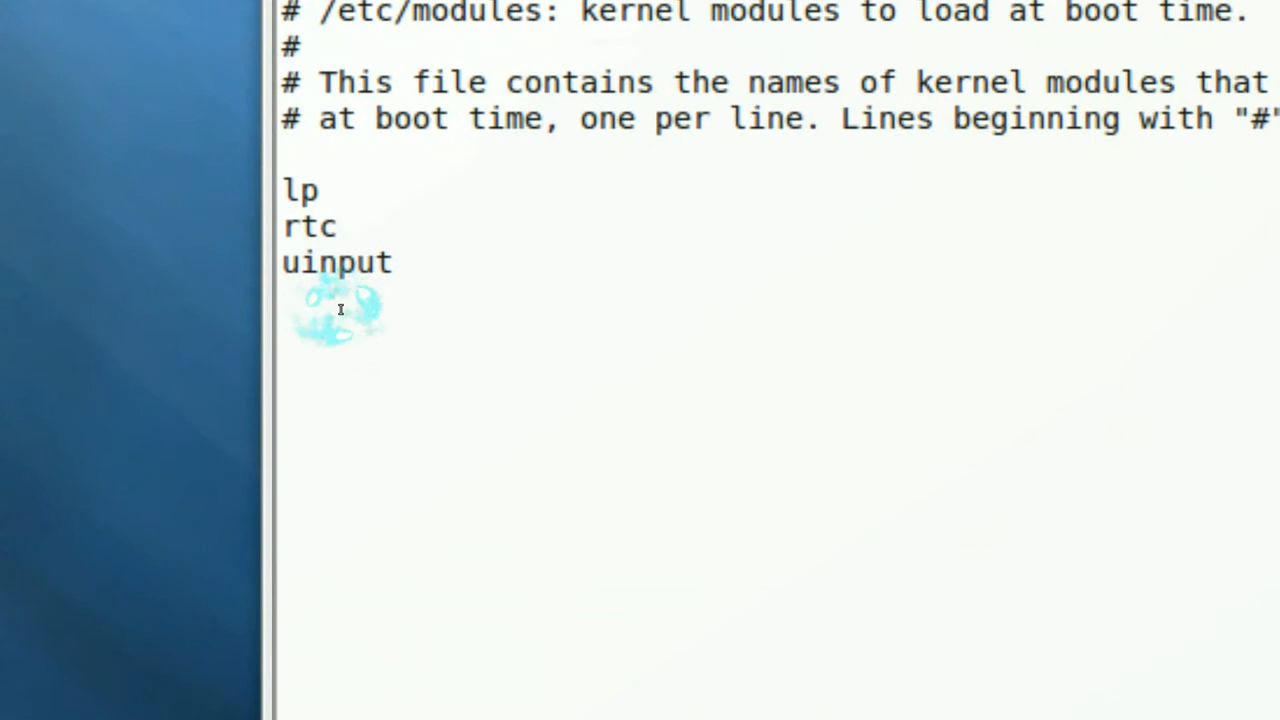 # /etc/modules: kernel modules to load at boot time.
#
# This file contains the names of kernel modules that
# at boot time, one per line. Lines beginning with "#"
lp
rtc
uinput